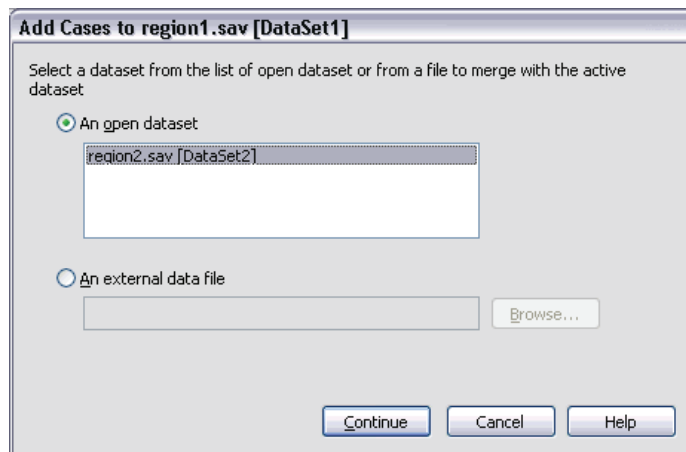 Add Cases to region1.sav [DataSet1]
Select a dataset from the list of open dataset or from a file to merge with the active
dataset
An open dataset
region2.sav [DataSet2]
An external data file
Browse...
Continue
Cancel
Help